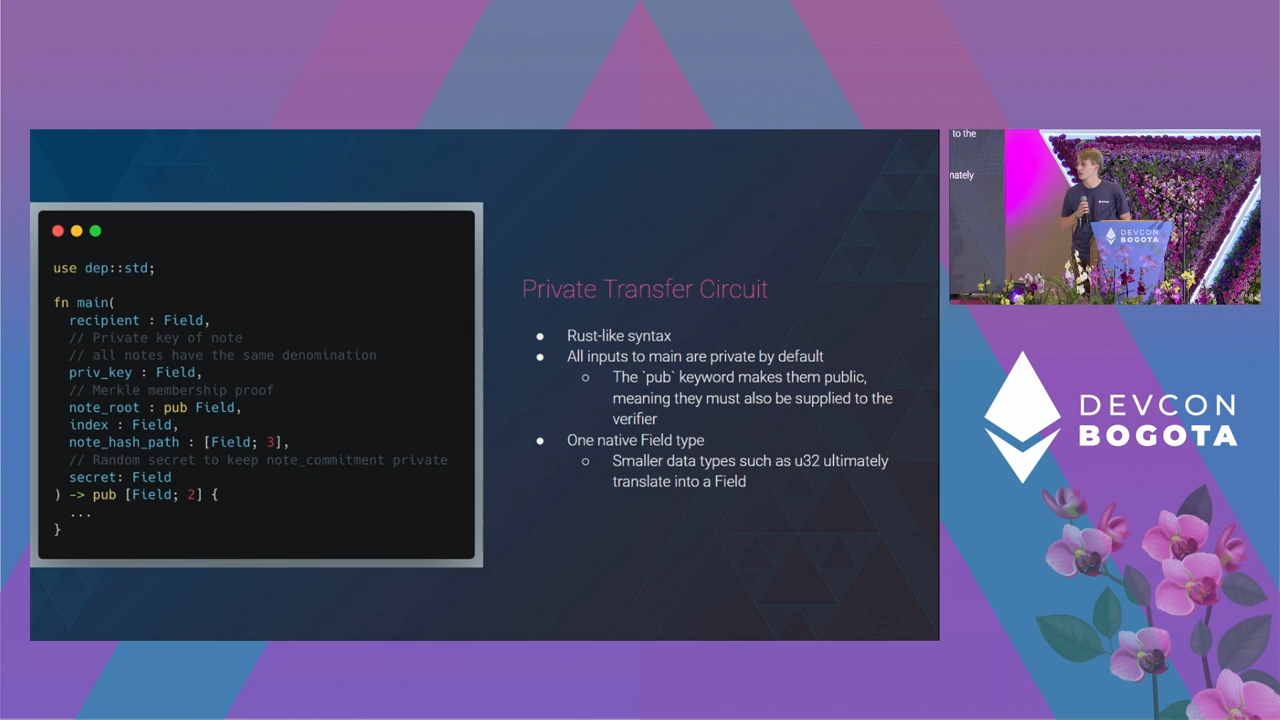 use dep::std;
fn main(
recipient : Field,
// Private key of note
// all notes have the same denomination
priv_key : Field,
// Merkle membership proof
note_root : pub Field,
index : Field,
note_hash_path : [Field; 3],
// Random secret to keep note_commitment private
secret: Field
) -> pub [Field; 2] {
...
}
Private Transfer Circuit
● Rust-like syntax
● All inputs to main are private by default
○ The `pub` keyword makes them public,
meaning they must also be supplied to the
verifier
● One native Field type
○ Smaller data types such as u32 ultimately
translate into a Field
to the
mately
DEVCON
BOGOTA
DEVCON
BOGOTA